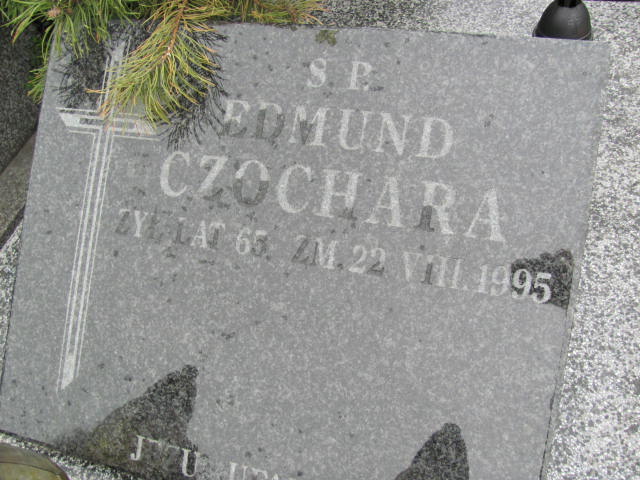 S P.
EDMUND
CZOCHARA
ŻYŁ LAT 65. ZM. 22 VIII. 1995